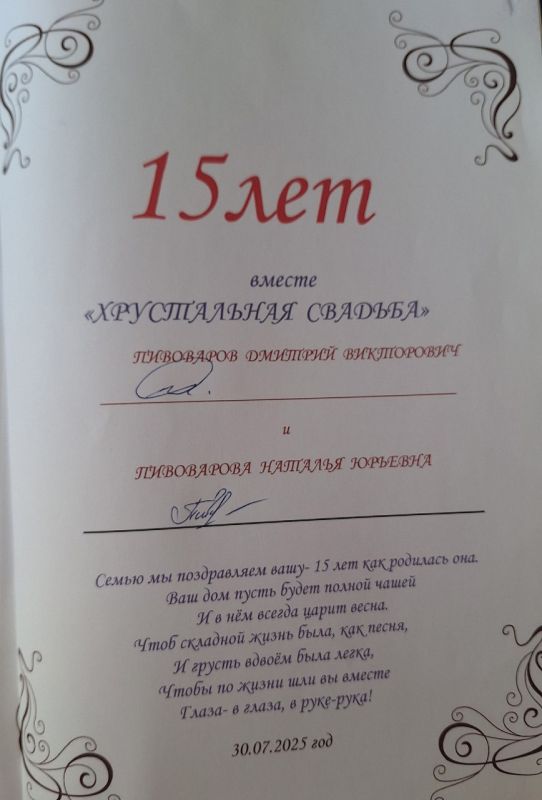 15лет
вместе
«ХРУСТАЛЬНАЯ СВАДЬБА»
ПИВОВАРОВ ДМИТРИЙ ВИКТОРОВИЧ
и
ПИВОВАРОВА НАТАЛЬЯ ЮРЬЕВНА
Семью мы поздравляем вашу- 15 лет как родилась она.
Ваш дом пусть будет полной чашей
И в нём всегда царит весна.
Чтоб складной жизнь была, как песня,
И грусть вдвоём была легка,
Чтобы по жизни шли вы вместе
Глаза- в глаза, в руке-рука!
30.07.2025 год